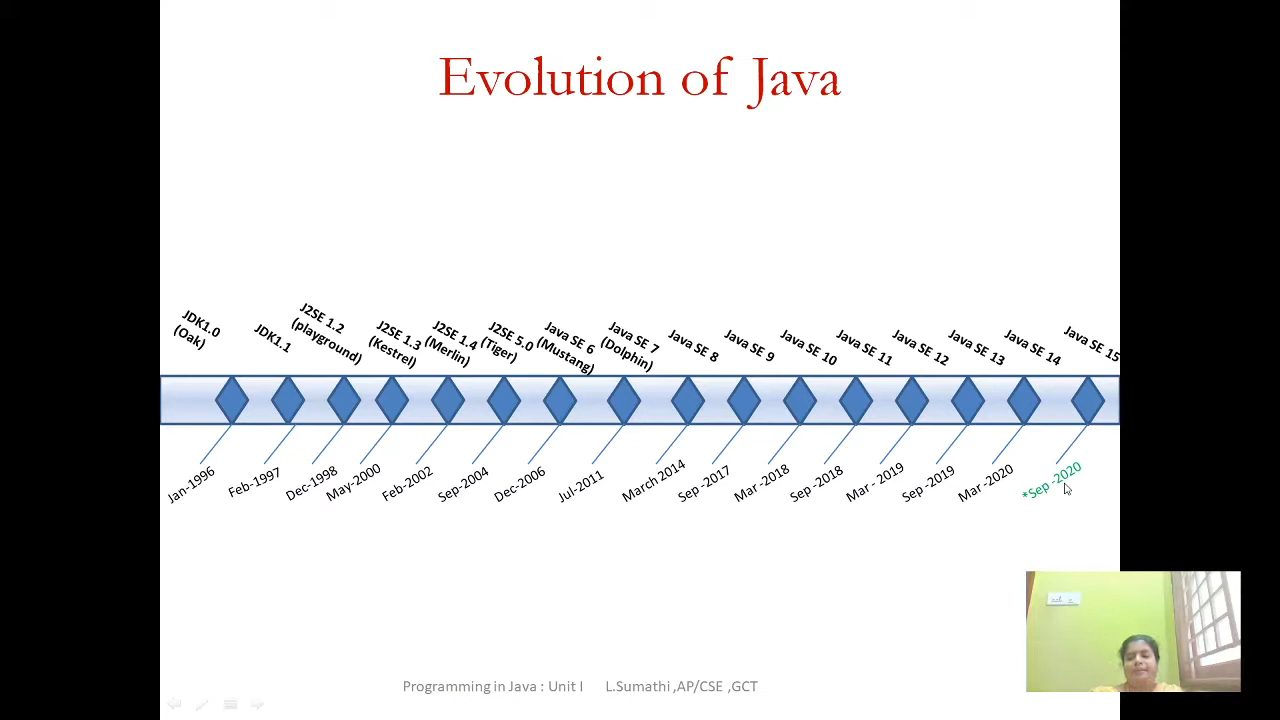 Evolution of Java
JDK1.0
(Oak)
JDK1.1
J2SE 1.2
(playground)
J2SE 1.3
(Kestrel)
J2SE 1.4
(Merlin)
J2SE 5.0
(Tiger)
Java SE 6
(Mustang)
Java SE 7
(Dolphin)
Java SE 8
Java SE 9
Java SE 10
Java SE 11
Java SE 12
Java SE 13
Java SE 14
Java SE 15
Jan-1996
Feb-1997
Dec-1998
May-2000
Feb-2002
Sep-2004
Dec-2006
Jul-2011
March 2014
Sep -2017
Mar -2018
Sep -2018
Mar - 2019
Sep -2019
Mar -2020
*Sep -2020
Programming in Java : Unit I L.Sumathi ,AP/CSE ,GCT